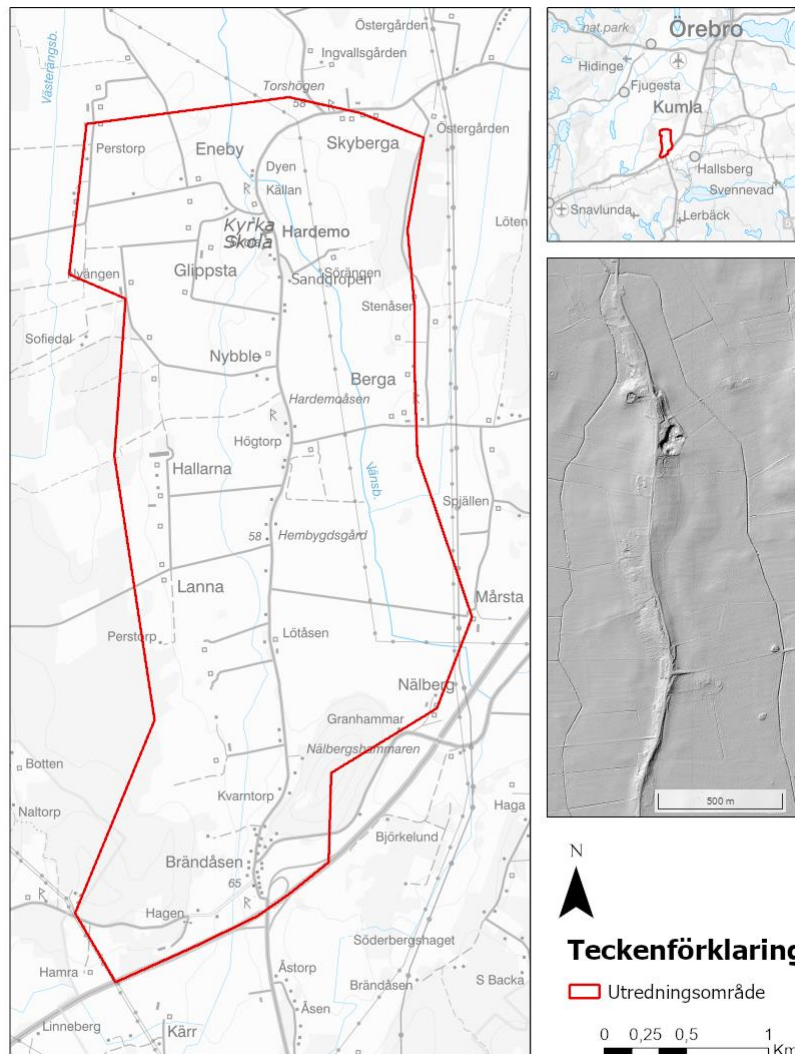 Östergården
Ingvallsgården
Västerängsb.
Torshögen
58
Perstorp
Eneby
Skyberga
Östergården
Dyen
Källan
Kyrka
Skola
Hardemo
Löten
Glippsta
Sörängen
Sandgropen
Stenåsen
Sofiedal
Nybble
Berga
Hardemoåsen
Högtorp
Hallarna
Vånsb.
Spjällen
58
Hembygdsgård
Lanna
Mårsta
Perstorp
Lötåsen
Nälberg
Granhammar
Nälbergshammaren
Botten
Kvarntorp
Haga
Naltorp
Björkelund
Brändåsen
65
Hagen
Söderbergshaget
Hamra
Åstorp
Brändåsen
S Backa
Åsen
Linneberg
Kärr
nat.park
Örebro
Hidinge
Fjugesta
Kumla
Hallsberg
Svennevad
Snavlunda
Lerbäck
500 m
N
Teckenförklaring
Utredningsområde
0 0,25 0,5 1
Km